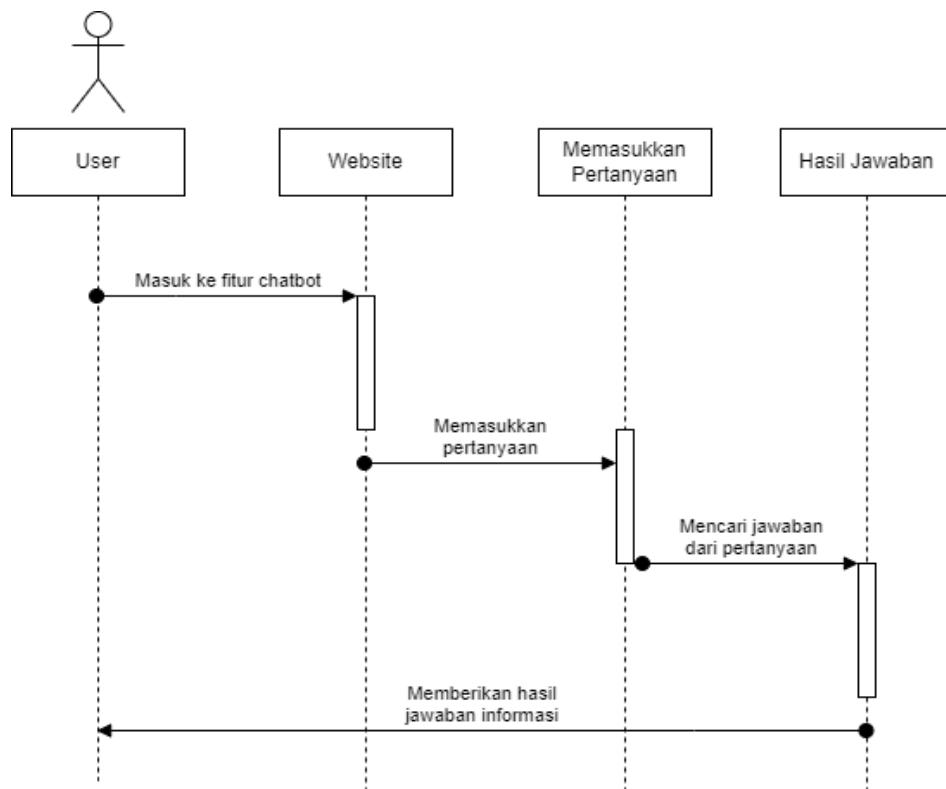 User
Website
Memasukkan
Pertanyaan
Hasil Jawaban
Masuk ke fitur chatbot
Memasukkan
pertanyaan
Mencari jawaban
dari pertanyaan
Memberikan hasil
jawaban informasi